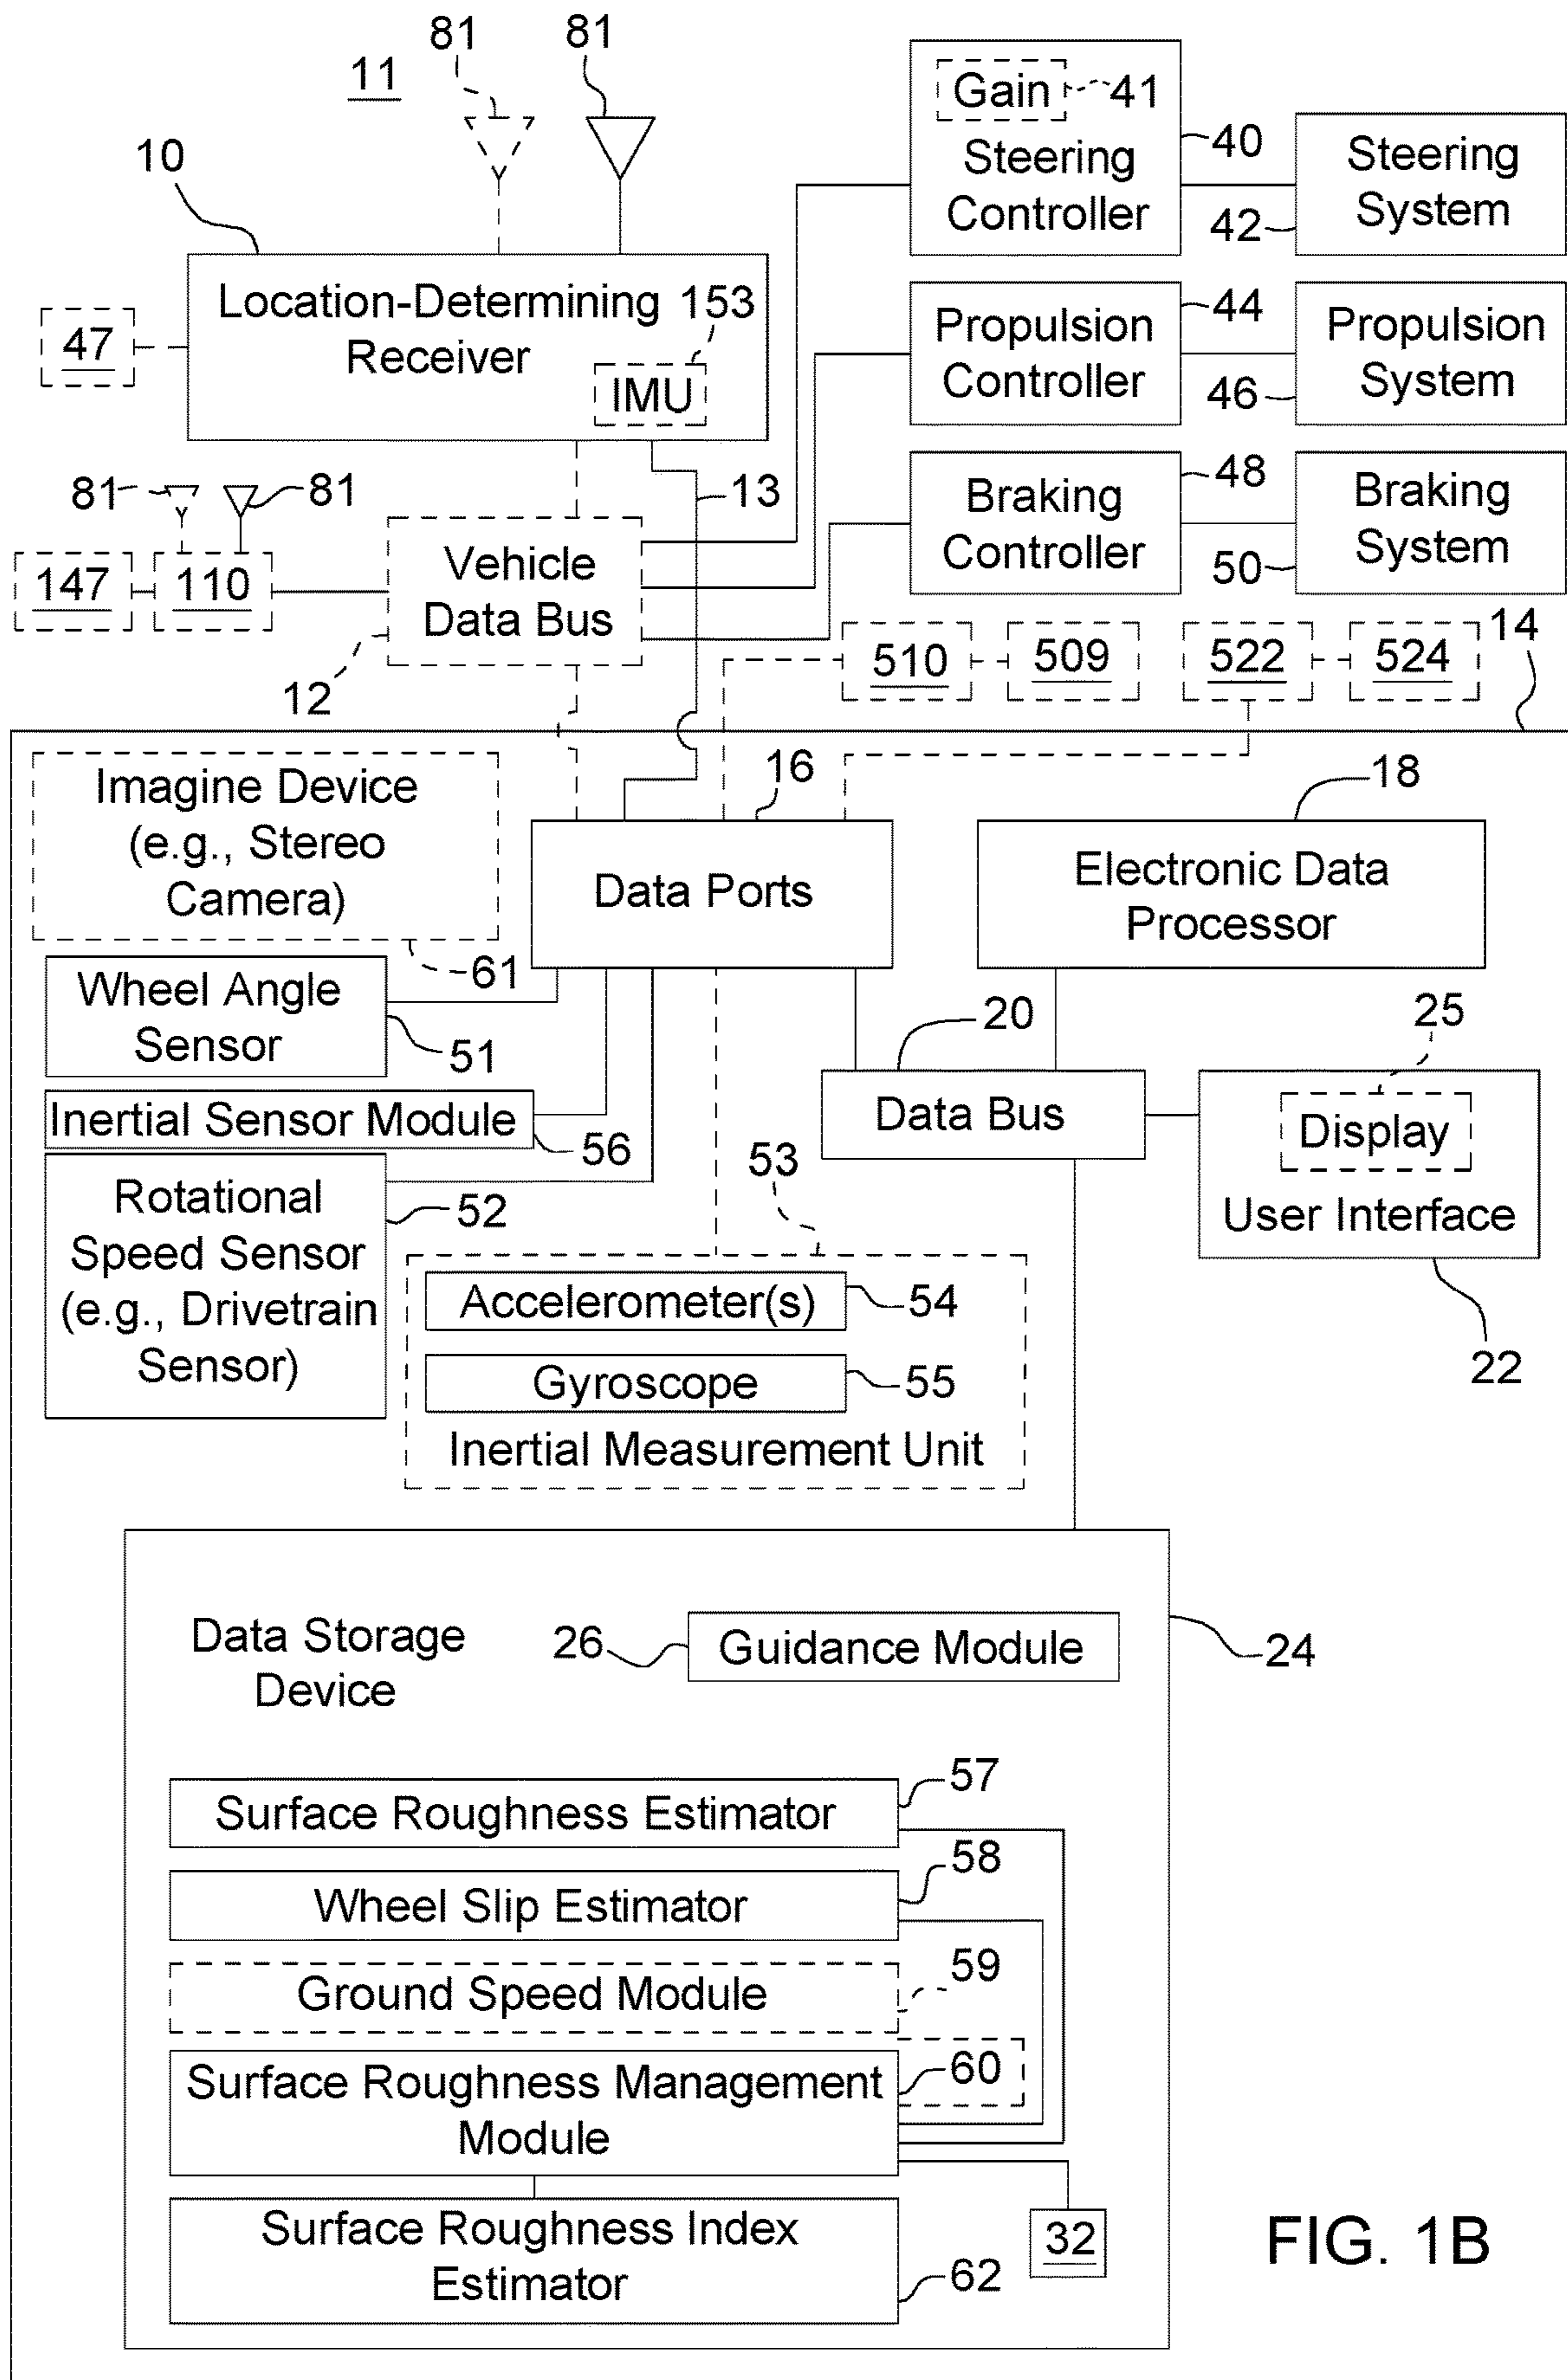 81
81
11
Gain
41
10
40
Steering
Controller
Steering
System
42
Location-Determining
Receiver
153
IMU
47
44
Propulsion
Controller
Propulsion
System
46
13
81
81
48
Braking
Controller
Braking
System
50
147
110
Vehicle
Data Bus
12
510
509
522
524
14
Imagine Device
(e.g., Stereo
Camera)
61
16
18
Data Ports
Electronic Data
Processor
Wheel Angle
Sensor
51
20
25
Inertial Sensor Module
56
Data Bus
Display
User Interface
22
53
Rotational
Speed Sensor
(e.g., Drivetrain
Sensor)
52
Accelerometer(s)
54
Gyroscope
55
Inertial Measurement Unit
Data Storage
Device
26
Guidance Module
24
57
Surface Roughness Estimator
58
Wheel Slip Estimator
59
Ground Speed Module
60
Surface Roughness Management
Module
Surface Roughness Index
Estimator
62
32
FIG. 1B